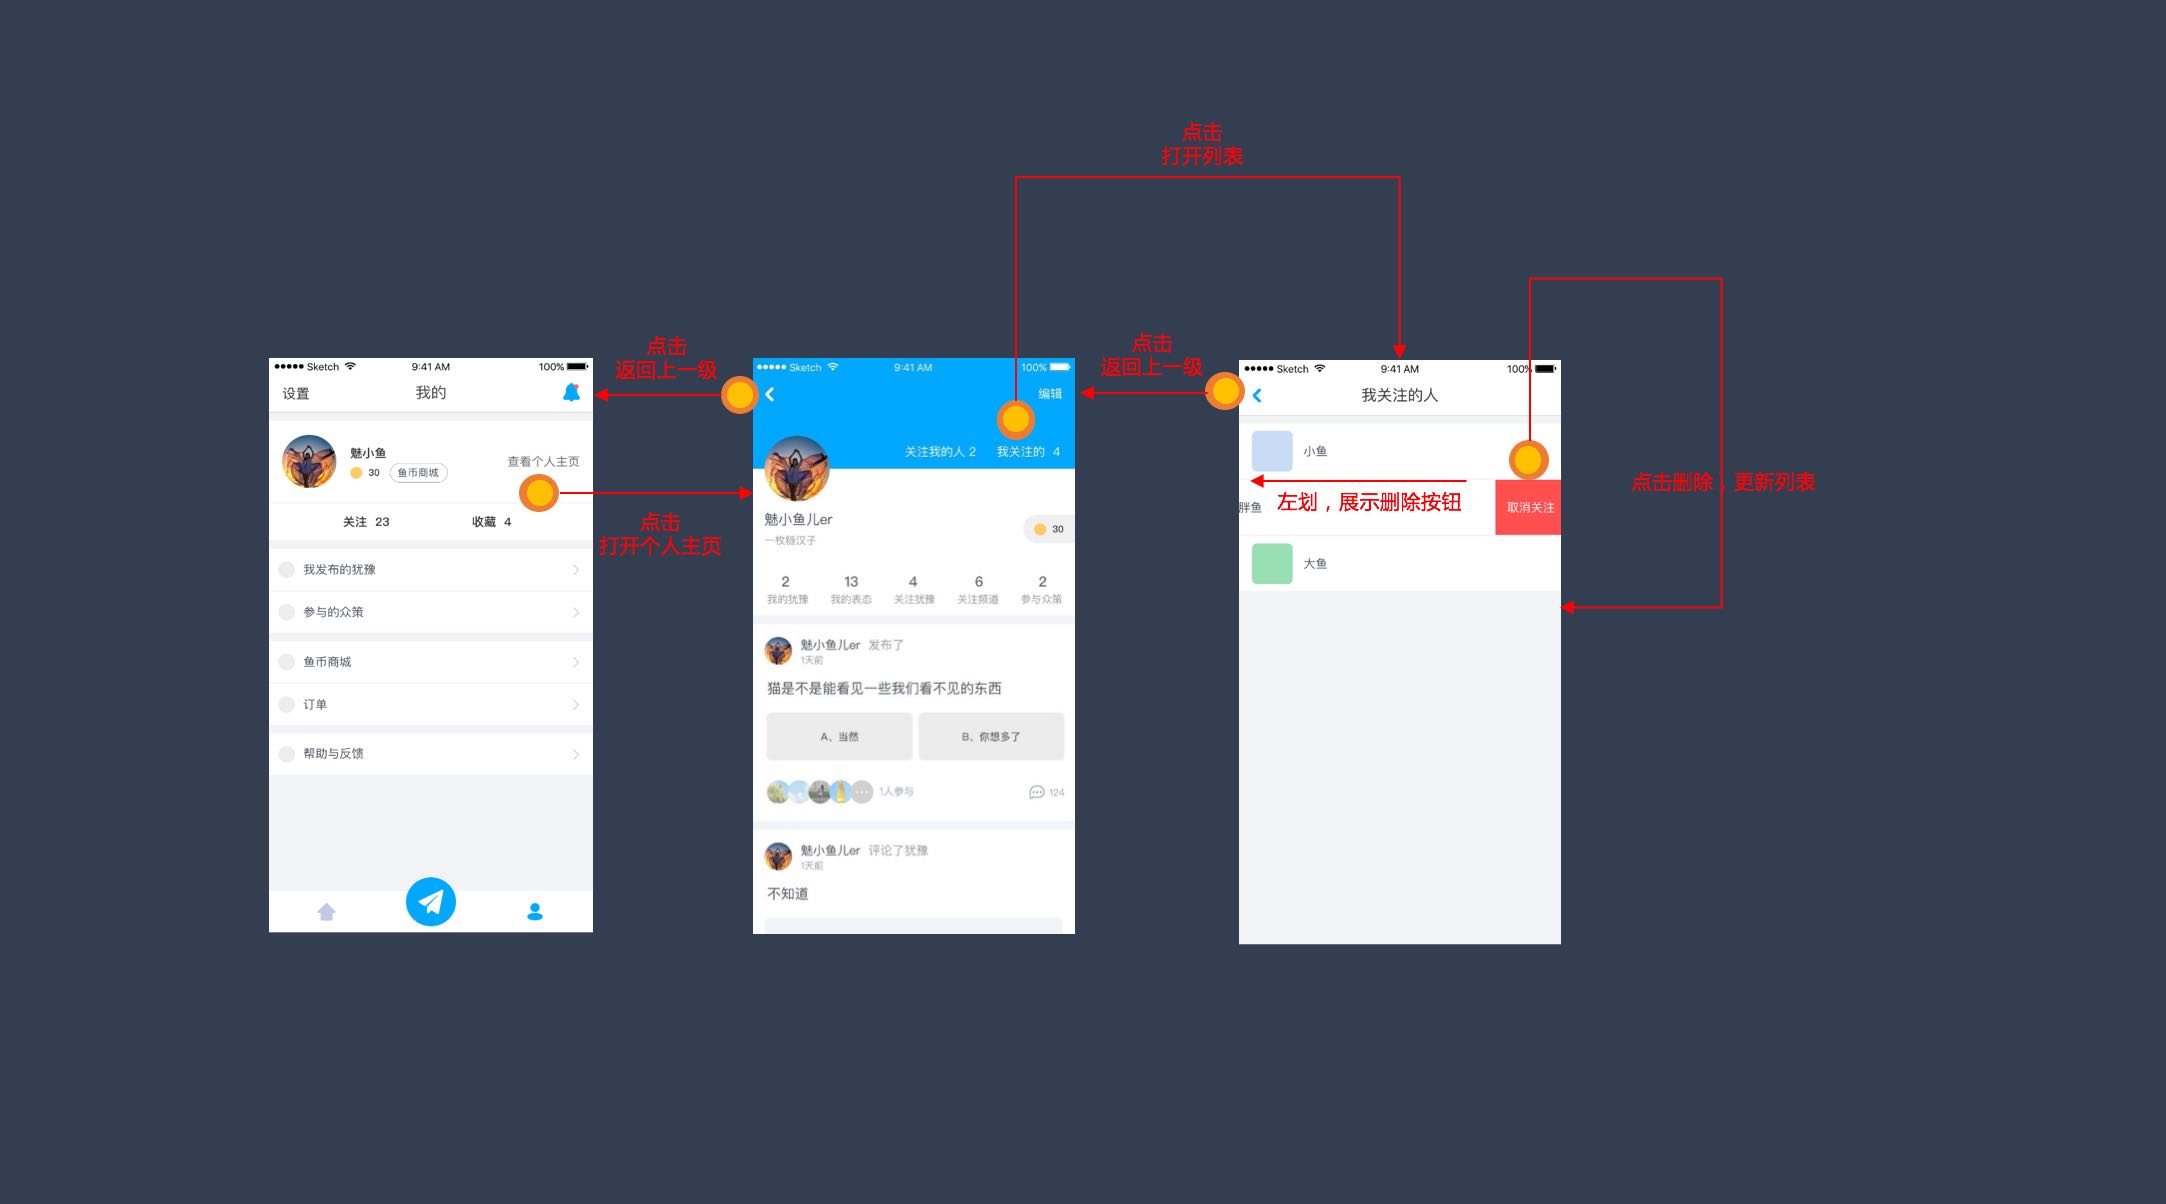 点击
打开列表
点击
返回上一级
点击
返回上一级
Sketch 9:41 AM 100%
设置 我的
魅小鱼
30 鱼币商城
查看个人主页
关注 23 收藏 4
我发布的犹豫
参与的众策
鱼币商城
订单
帮助与反馈
点击
打开个人主页
Sketch 9:41 AM 100%
编辑
关注我的人 2 我关注的 4
魅小鱼儿er
一枚糙汉子
30
2 13 4 6 2
我的犹豫 我的表态 关注犹豫 关注频道 参与众策
魅小鱼儿er 发布了
1天前
猫是不是能看见一些我们看不见的东西
A、当然 B、你想多了
1人参与 124
魅小鱼儿er 评论了犹豫
1天前
不知道
Sketch 9:41 AM 100%
我关注的人
小鱼
胖鱼 左划，展示删除按钮 取消关注
大鱼
点击删除，更新列表